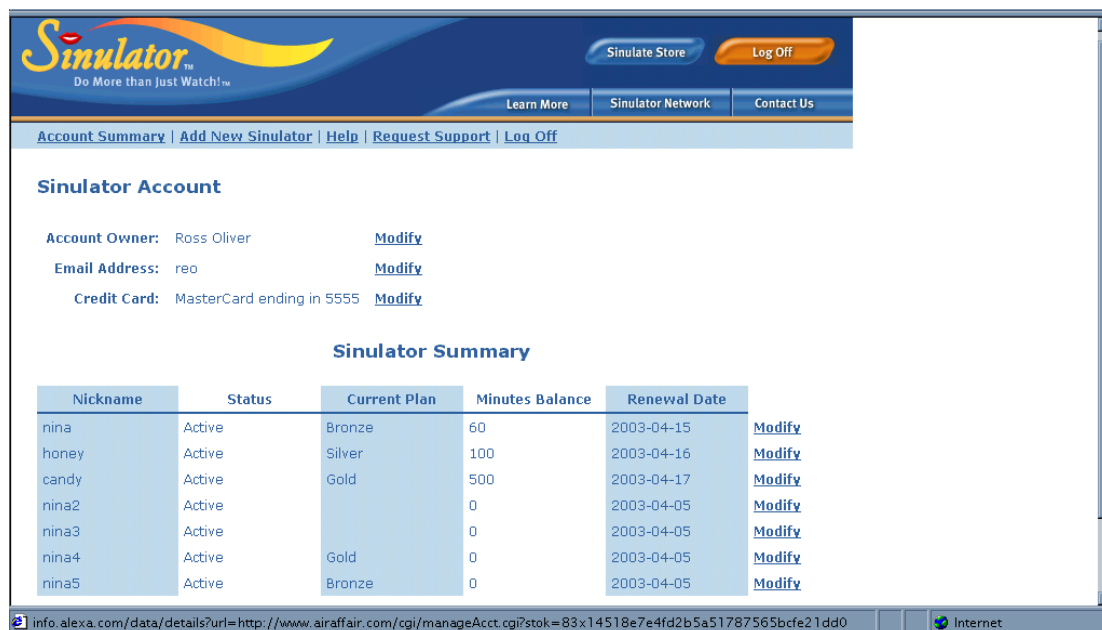 Sinulator TM
Do More than Just Watch! TM
Sinulate Store
Log Off
Learn More
Sinulator Network
Contact Us
Account Summary | Add New Sinulator | Help | Request Support | Log Off
Sinulator Account
Account Owner: Ross Oliver Modify
Email Address: reo Modify
Credit Card: MasterCard ending in 5555 Modify
Sinulator Summary
Nickname Status Current Plan Minutes Balance Renewal Date
nina Active Bronze 60 2003-04-15 Modify
honey Active Silver 100 2003-04-16 Modify
candy Active Gold 500 2003-04-17 Modify
nina2 Active 0 2003-04-05 Modify
nina3 Active 0 2003-04-05 Modify
nina4 Active Gold 0 2003-04-05 Modify
nina5 Active Bronze 0 2003-04-05 Modify
info.alexa.com/data/details?url=http://www.airaffair.com/cgi/manageAcct.cgi?stok=83x14518e7e4fd2b5a51787565bcfe21dd0 Internet